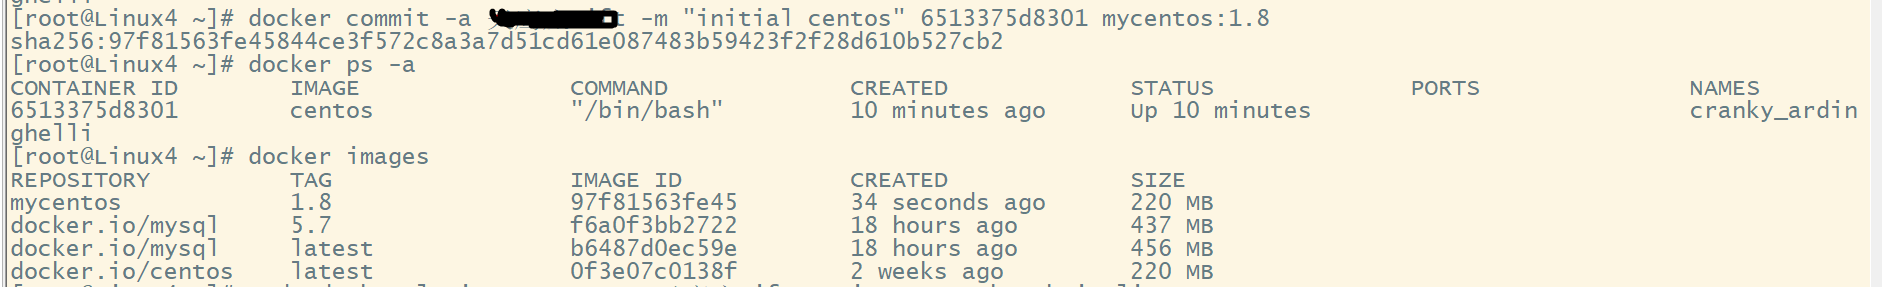 [root@Linux4 ~]# docker commit -a -m "initial centos" 6513375d8301 mycentos:1.8
sha256:97f81563fe45844ce3f572c8a3a7d51cd61e087483b59423f2f28d610b527cb2
[root@Linux4 ~]# docker ps -a
CONTAINER ID IMAGE COMMAND CREATED STATUS PORTS NAMES
6513375d8301 centos "/bin/bash" 10 minutes ago Up 10 minutes cranky_ardin
ghelli
[root@Linux4 ~]# docker images
REPOSITORY TAG IMAGE ID CREATED SIZE
mycentos 1.8 97f81563fe45 34 seconds ago 220 MB
docker.io/mysql 5.7 f6a0f3bb2722 18 hours ago 437 MB
docker.io/mysql latest b6487d0ec59e 18 hours ago 456 MB
docker.io/centos latest 0f3e07c0138f 2 weeks ago 220 MB